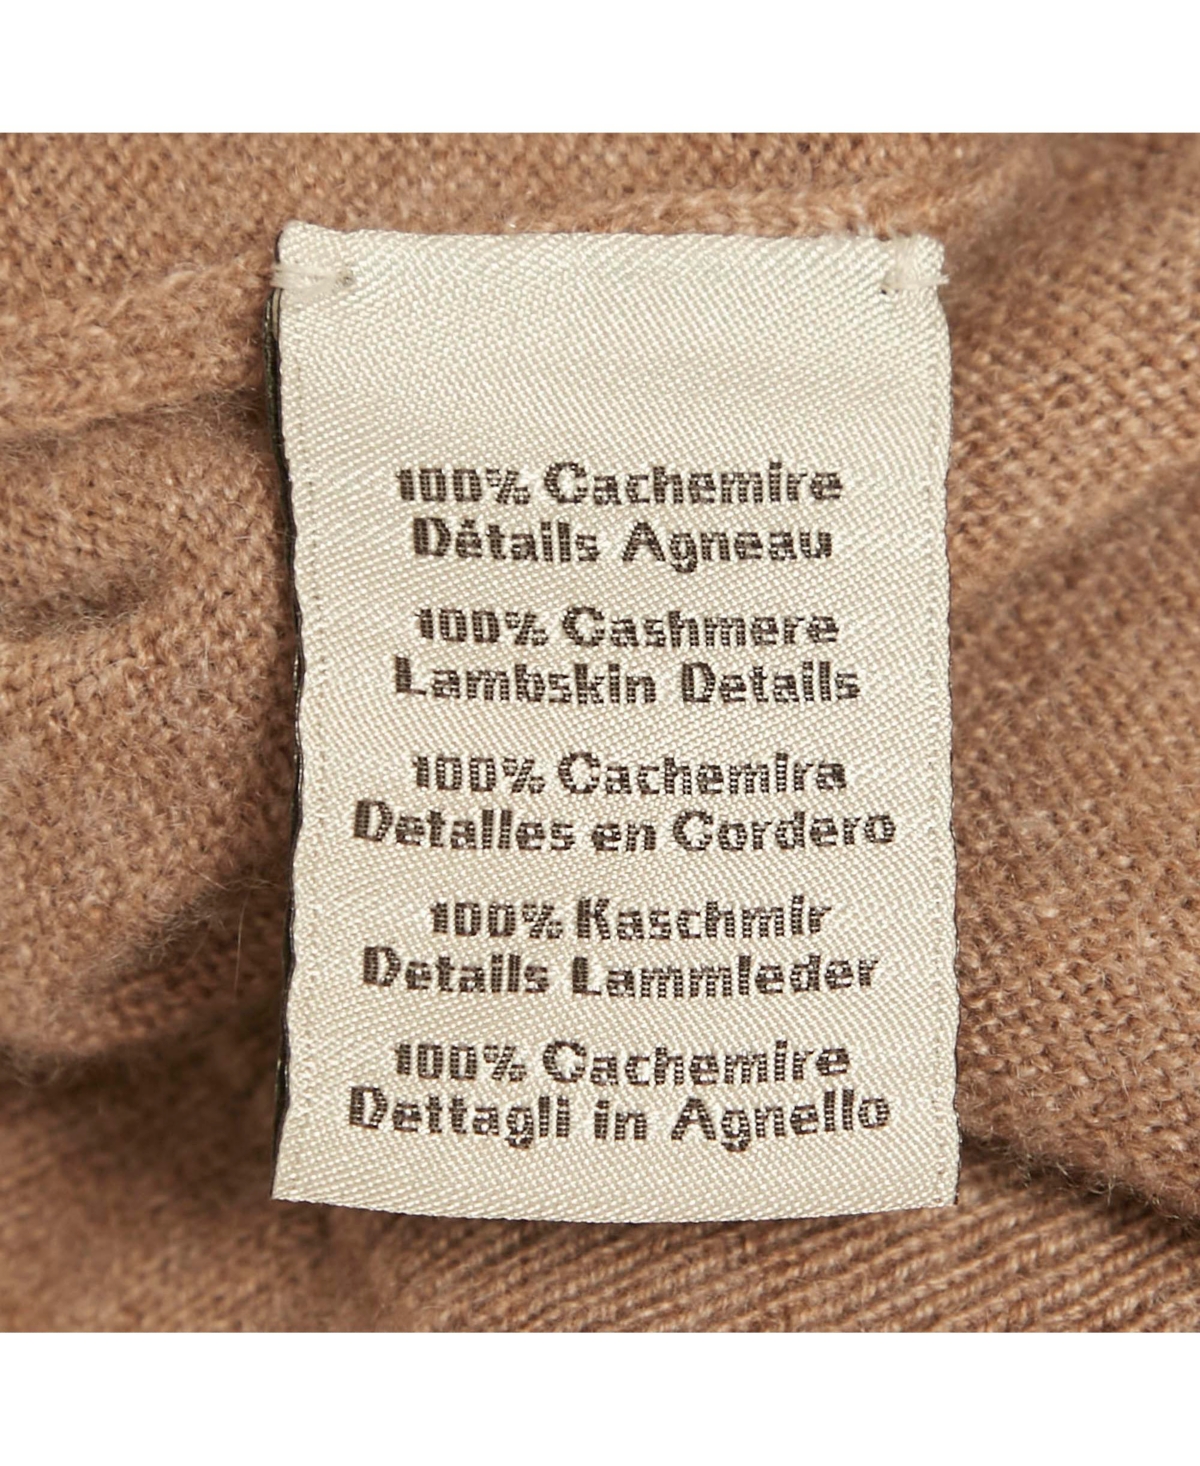 100% Cachemire
Détails Agneau
100% Cashmere
Lambskin Details
100% Cachemira
Detalles en Cordero
100% Kaschmir
Details Lammleder
100% Cachemire
Dettagli in Agnello